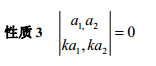 性质 3 | a₁, a₂ |
| ka₁, ka₂ | = 0